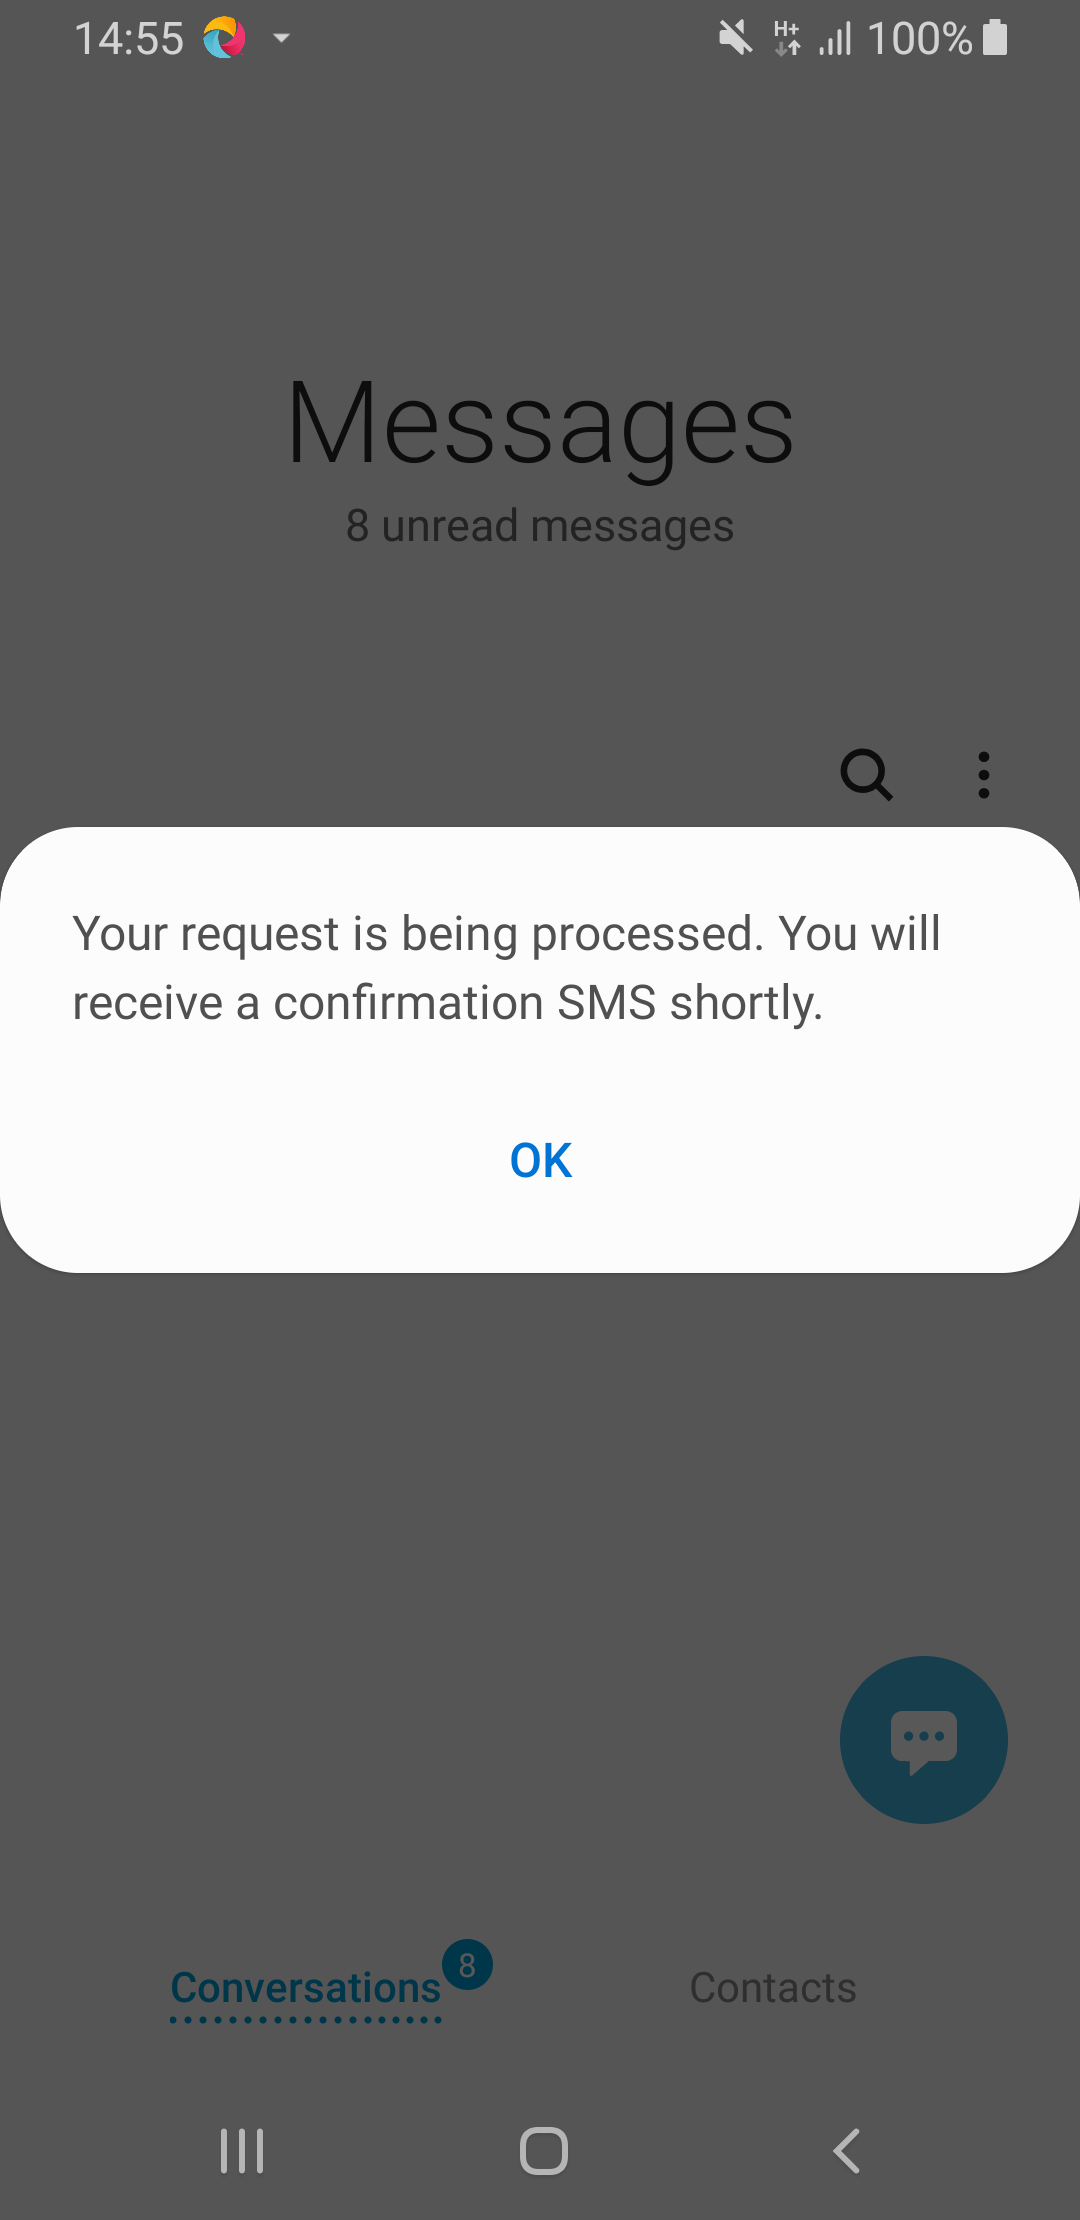 14:55 H+ 100%
Messages
8 unread messages
Your request is being processed. You will
receive a confirmation SMS shortly.
OK
Conversations 8 Contacts